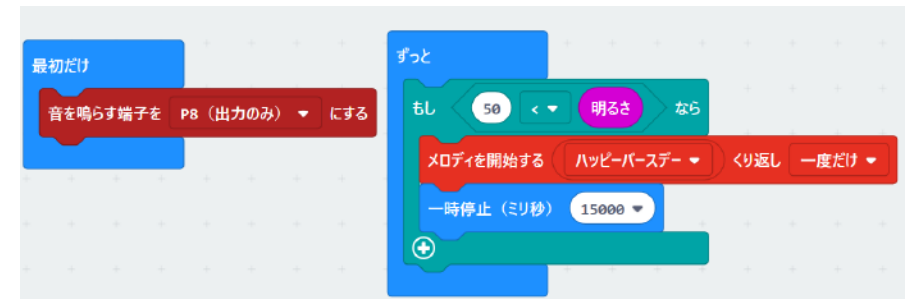 最初だけ
音を鳴らす端子を P8（出力のみ） にする
ずっと
もし 50 < 明るさ なら
メロディを開始する ハッピーバースデー くり返し 一度だけ
一時停止（ミリ秒） 15000